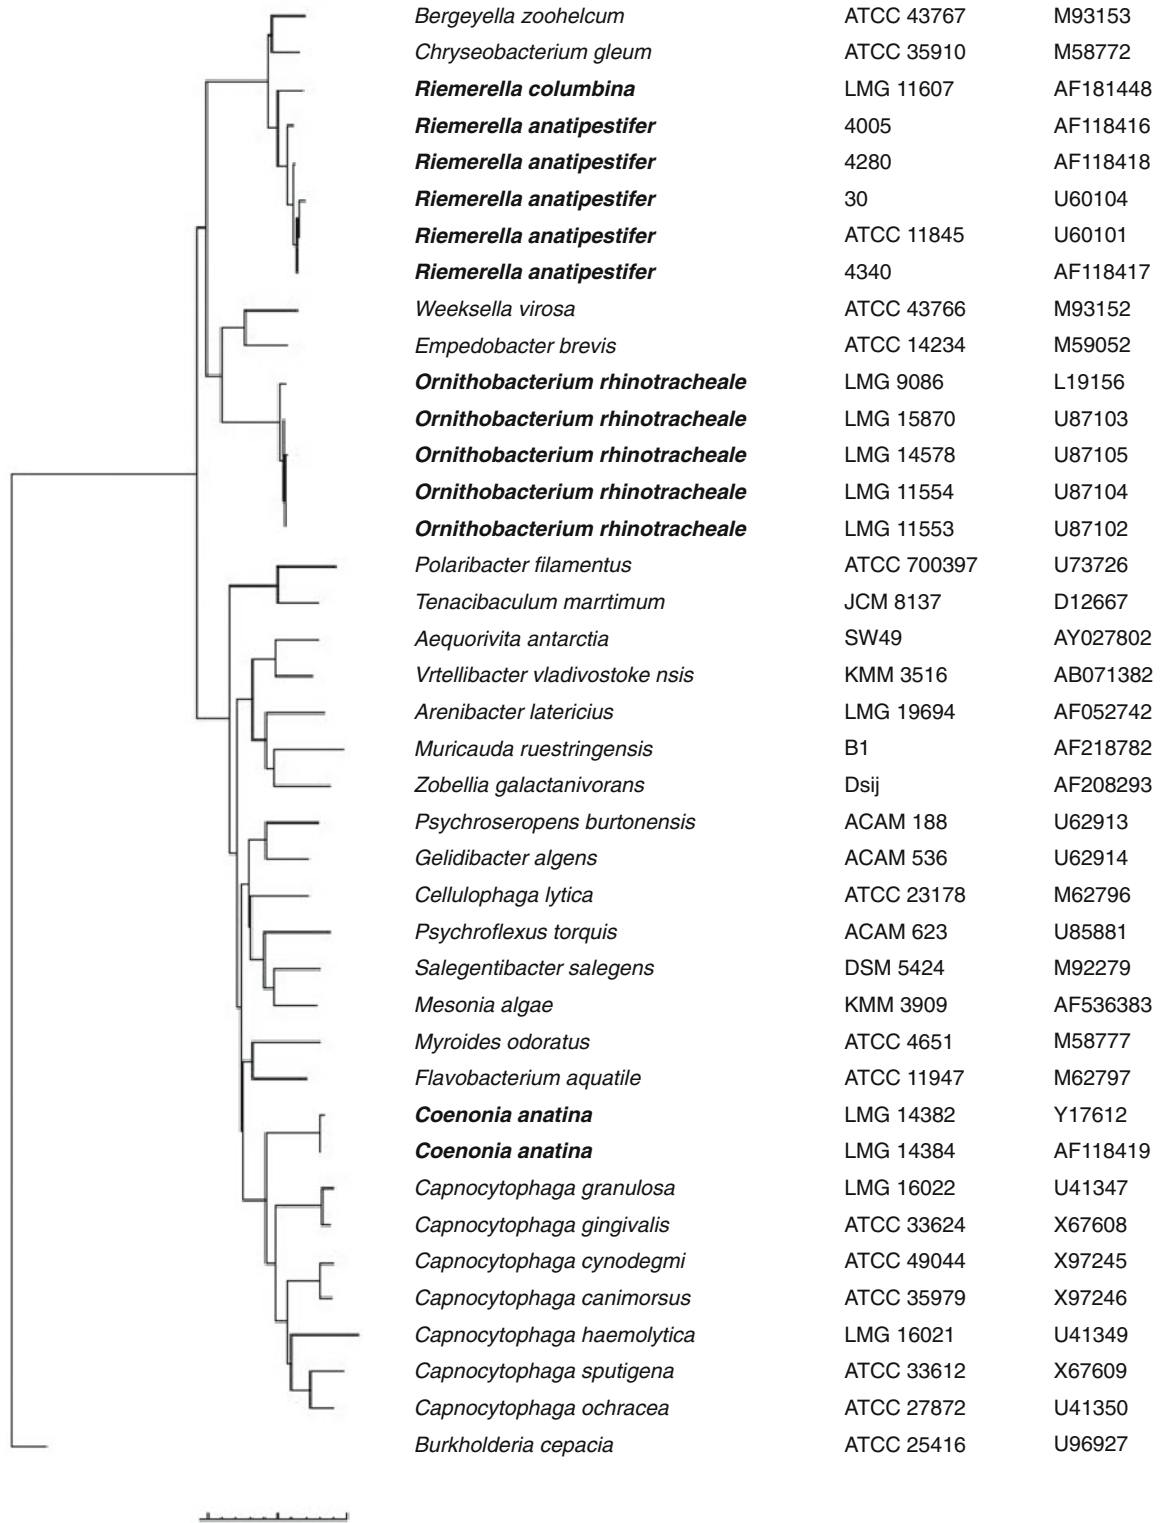 Bergeyella zoohelcum ATCC 43767 M93153
Chryseobacterium gleum ATCC 35910 M58772
Riemerella columbina LMG 11607 AF181448
Riemerella anatipestifer 4005 AF118416
Riemerella anatipestifer 4280 AF118418
Riemerella anatipestifer 30 U60104
Riemerella anatipestifer ATCC 11845 U60101
Riemerella anatipestifer 4340 AF118417
Weeksella virosa ATCC 43766 M93152
Empedobacter brevis ATCC 14234 M59052
Ornithobacterium rhinotracheale LMG 9086 L19156
Ornithobacterium rhinotracheale LMG 15870 U87103
Ornithobacterium rhinotracheale LMG 14578 U87105
Ornithobacterium rhinotracheale LMG 11554 U87104
Ornithobacterium rhinotracheale LMG 11553 U87102
Polaribacter filamentus ATCC 700397 U73726
Tenacibaculum marrtimum JCM 8137 D12667
Aequorivita antarctia SW49 AY027802
Vrtellibacter vladivostoke nsis KMM 3516 AB071382
Arenibacter latericius LMG 19694 AF052742
Muricauda ruestringensis B1 AF218782
Zobellia galactanivorans Dsij AF208293
Psychroseropens burtonensis ACAM 188 U62913
Gelidibacter algens ACAM 536 U62914
Cellulophaga lytica ATCC 23178 M62796
Psychroflexus torquis ACAM 623 U85881
Salegentibacter salegens DSM 5424 M92279
Mesonia algae KMM 3909 AF536383
Myroides odoratus ATCC 4651 M58777
Flavobacterium aquatile ATCC 11947 M62797
Coenonia anatina LMG 14382 Y17612
Coenonia anatina LMG 14384 AF118419
Capnocytophaga granulosa LMG 16022 U41347
Capnocytophaga gingivalis ATCC 33624 X67608
Capnocytophaga cynodegmi ATCC 49044 X97245
Capnocytophaga canimorsus ATCC 35979 X97246
Capnocytophaga haemolytica LMG 16021 U41349
Capnocytophaga sputigena ATCC 33612 X67609
Capnocytophaga ochracea ATCC 27872 U41350
Burkholderia cepacia ATCC 25416 U96927